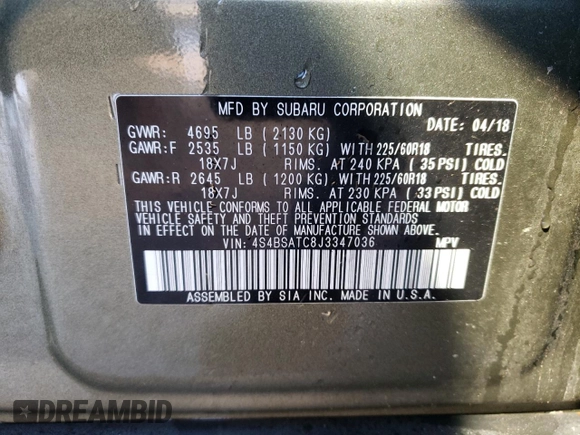 MFD BY SUBARU CORPORATION
GVWR: 4695 LB (2130 KG) DATE: 04/18
GAWR:F 2535 LB (1150 KG) WITH 225/60R18 TIRES.
18X7J RIMS. AT 240 KPA (35 PSI) COLD
GAWR:R 2645 LB (1200 KG), WITH 225/60R18 TIRES.
18X7J RIMS. AT 230 KPA (33 PSI) COLD
THIS VEHICLE CONFORMS TO ALL APPLICABLE FEDERAL MOTOR
VEHICLE SAFETY AND THEFT PREVENTION STANDARDS
IN EFFECT ON THE DATE OF MANUFACTURE SHOWN ABOVE.
VIN: 4S4BSATC8J3347036 MPV
ASSEMBLED BY SIA INC. MADE IN U.S.A.
DREAMBID